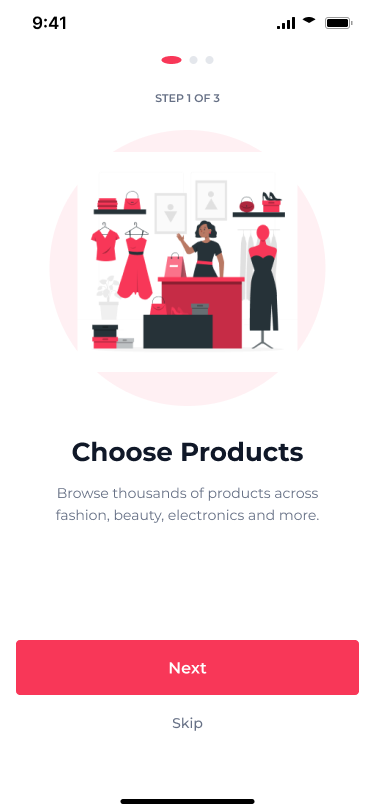 9:41
STEP 1 OF 3
Choose Products
Browse thousands of products across
fashion, beauty, electronics and more.
Next
Skip